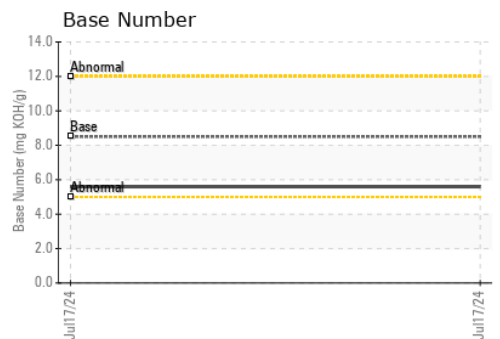 Base Number
Base Number (mg KOH/g)
14.0
12.0
10.0
8.0
6.0
4.0
2.0
0.0
Abnormal
Base
Abnormal
Jul17/24
Jul17/24